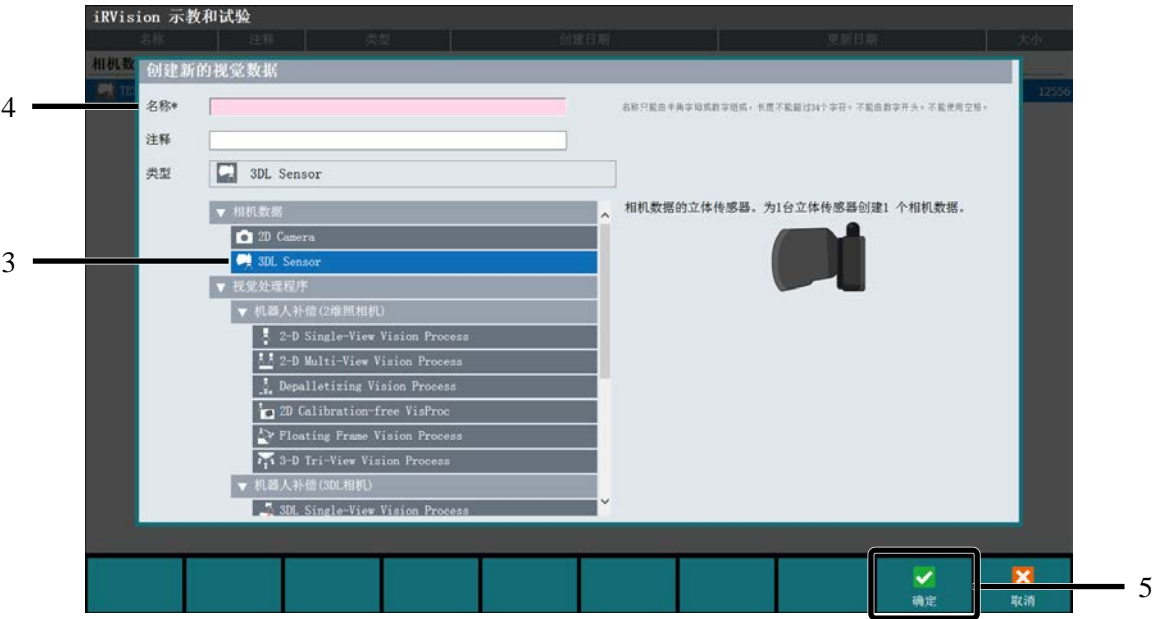 iRVision 示教和试验
名称 注释 类型 创建日期 更新日期 大小
相机数
创建新的视觉数据
TE
12556
4
名称*
名称只能由半角字母或数字组成，长度不能超过34个字符，不能由数字开头，不能使用空格。
注释
类型
3DL Sensor
▼ 相机数据
相机数据的立体传感器。为1台立体传感器创建1 个相机数据。
2D Camera
3
3DL Sensor
▼ 视觉处理程序
▼ 机器人补偿(2维照相机)
2-D Single-View Vision Process
2-D Multi-View Vision Process
Depalletizing Vision Process
2D Calibration-free VisProc
Floating Frame Vision Process
3-D Tri-View Vision Process
▼ 机器人补偿(3DL相机)
3DL Single-View Vision Process
5
确定
取消